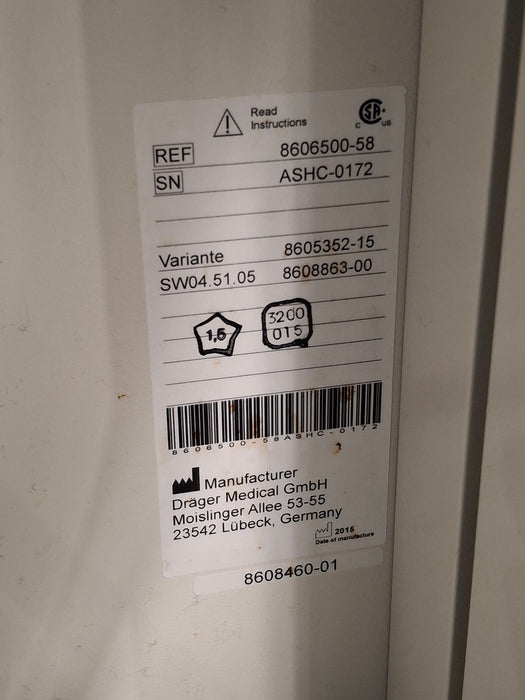 Read
Instructions
CSA
C US
REF 8606500-58
SN ASHC-0172
Variante 8605352-15
SW04.51.05 8608863-00
1,5
3200
015
8606500-58ASHC-0172
Manufacturer
Dräger Medical GmbH
Moislinger Allee 53-55
23542 Lübeck, Germany
2015
Date of manufacture
8608460-01